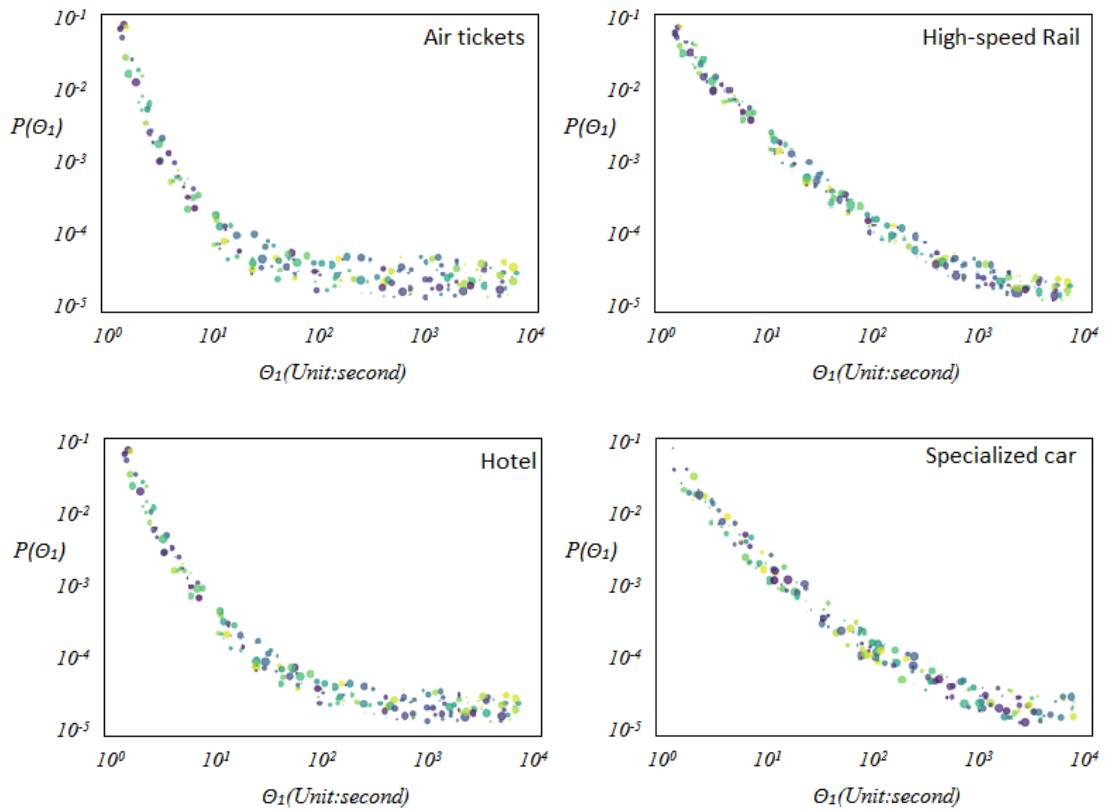 Air tickets
10⁻¹
10⁻²
P(Θ₁)
10⁻³
10⁻⁴
10⁻⁵
10⁰ 10¹ 10² 10³ 10⁴
Θ₁(Unit:second)
High-speed Rail
10⁻¹
10⁻²
P(Θ₁)
10⁻³
10⁻⁴
10⁻⁵
10⁰ 10¹ 10² 10³ 10⁴
Θ₁(Unit:second)
Hotel
10⁻¹
10⁻²
P(Θ₁)
10⁻³
10⁻⁴
10⁻⁵
10⁰ 10¹ 10² 10³ 10⁴
Θ₁(Unit:second)
Specialized car
10⁻¹
10⁻²
P(Θ₁)
10⁻³
10⁻⁴
10⁻⁵
10⁰ 10¹ 10² 10³ 10⁴
Θ₁(Unit:second)